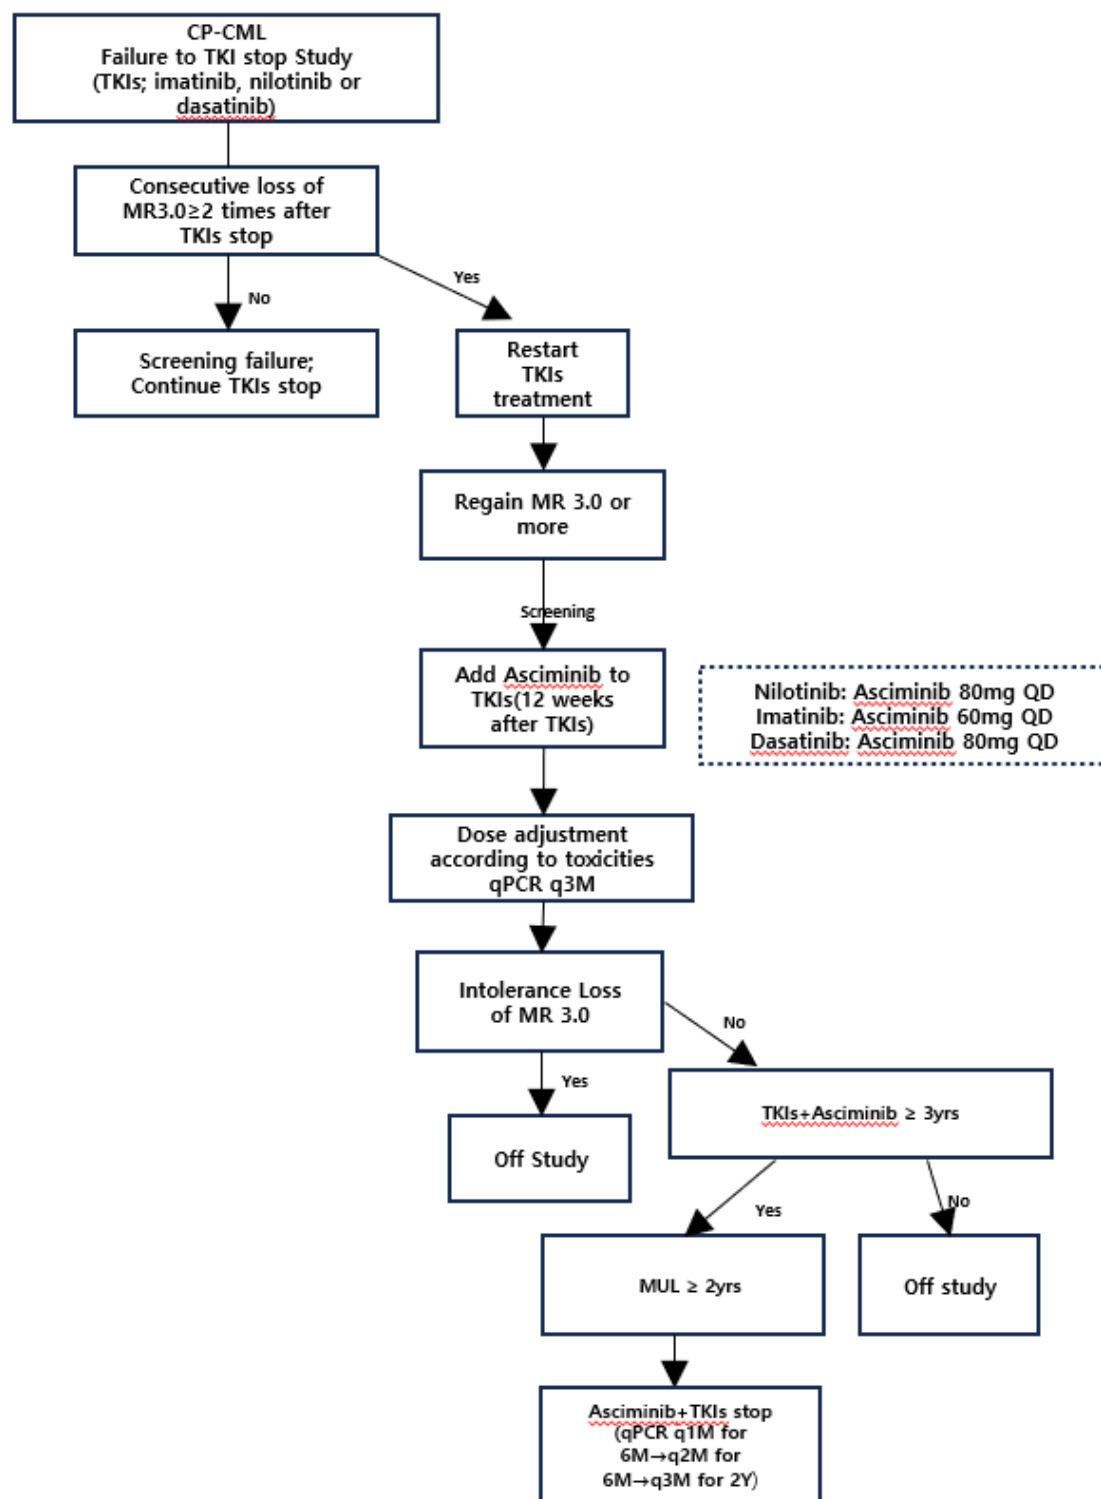 CP-CML
Failure to TKI stop Study
(TKIs; imatinib, nilotinib or
dasatinib)
Consecutive loss of
MR3.0≥2 times after
TKIs stop
Yes
No
Screening failure;
Continue TKIs stop
Restart
TKIs
treatment
Regain MR 3.0 or
more
Screening
Add Asciminib to
TKIs(12 weeks
after TKIs)
Nilotinib: Asciminib 80mg QD
Imatinib: Asciminib 60mg QD
Dasatinib: Asciminib 80mg QD
Dose adjustment
according to toxicities
qPCR q3M
Intolerance Loss
of MR 3.0
No
Yes
TKIs+Asciminib ≥ 3yrs
Off Study
Yes
No
MUL ≥ 2yrs
Off study
Asciminib+TKIs stop
(qPCR q1M for
6M→q2M for
6M→q3M for 2Y)